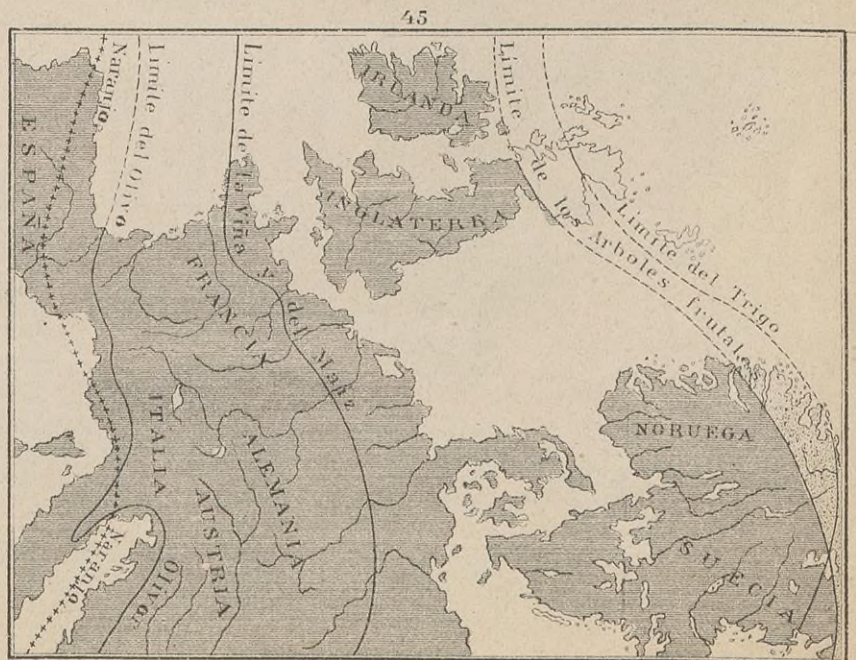 45
Naranjo
Limite del Olivo
Limite de la Viña y del Maiz
Limite de los Arboles frutales
Limite del Trigo
IRLANDA
ANGLATERRA
ESPAÑA
FRANCIA
ITALIA
ALEMANIA
AUSTRIA
NORUEGA
SUECIA
Naranjo
Olivo